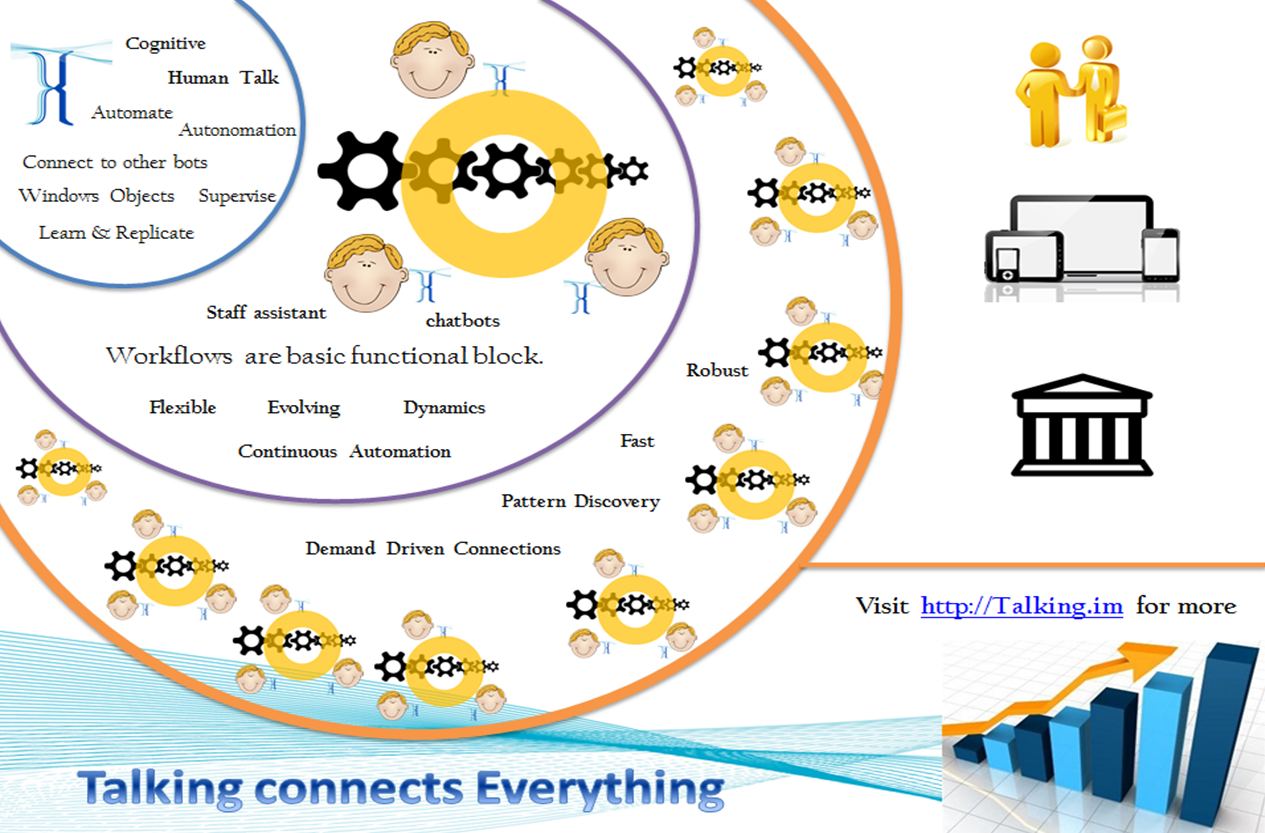 Cognitive
Human Talk
Automate
Autonomation
Connect to other bots
Windows Objects Supervise
Learn & Replicate
Staff assistant
chatbots
Workflows are basic functional block.
Flexible Evolving Dynamics
Continuous Automation
Robust
Fast
Pattern Discovery
Demand Driven Connections
Visit http://Talking.im for more
Talking connects Everything